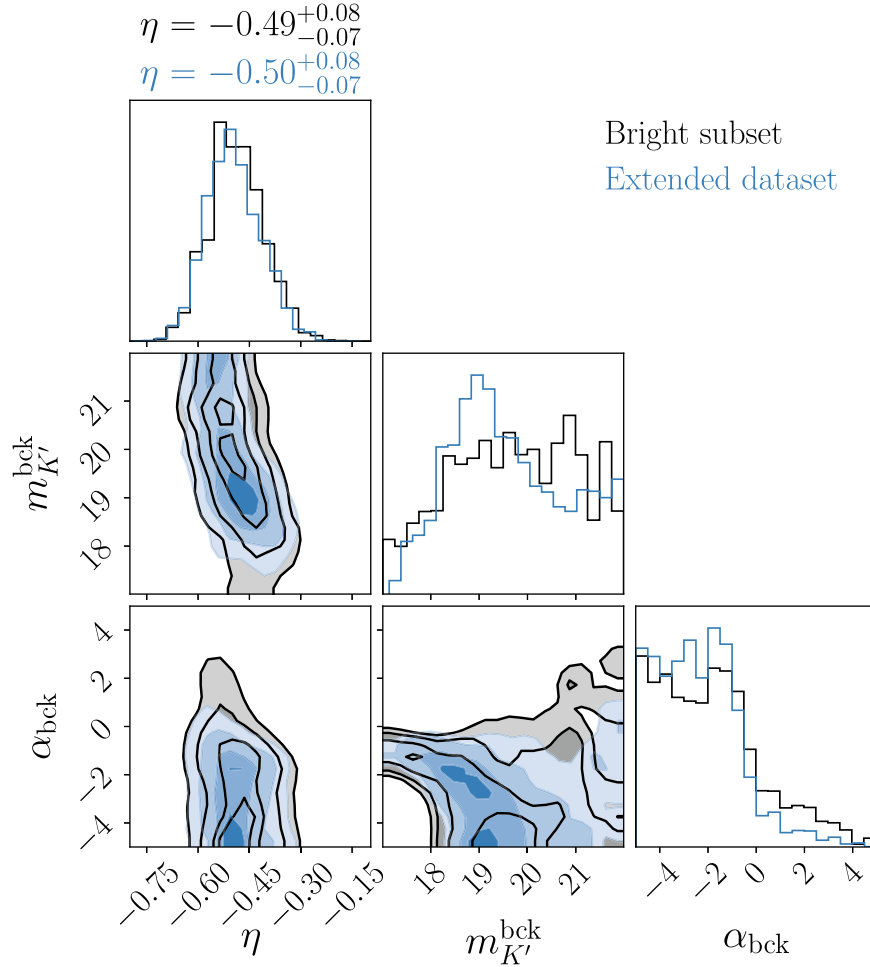 η = −0.49^{+0.08}_{−0.07}
η = −0.50^{+0.08}_{−0.07}
Bright subset
Extended dataset
21
20
19
18
m_{K′}^{bck}
4
2
0
−2
−4
α_{bck}
−0.75 −0.60 −0.45 −0.30 −0.15
18 19 20 21
−4 −2 0 2 4
η
m_{K′}^{bck}
α_{bck}